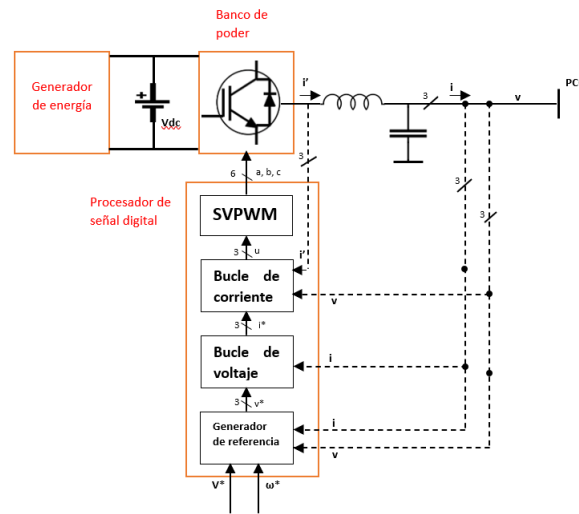 Banco de
poder
Generador
de energía
Vdc
i'
3
i
v
PC
3
3
3
6
a, b, c
Procesador de
señal digital
SVPWM
3
u
i'
Bucle de
corriente
v
3
i*
Bucle de
voltaje
i
3
v*
Generador
de referencia
i
v
V*
ω*